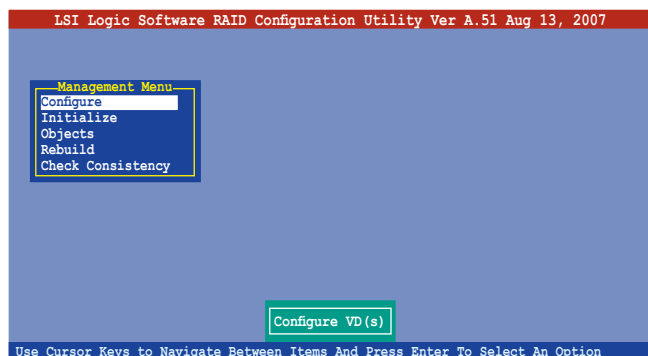 LSI Logic Software RAID Configuration Utility Ver A.51 Aug 13, 2007
Management Menu
Configure
Initialize
Objects
Rebuild
Check Consistency
Configure VD(s)
Use Cursor Keys to Navigate Between Items And Press Enter To Select An Option